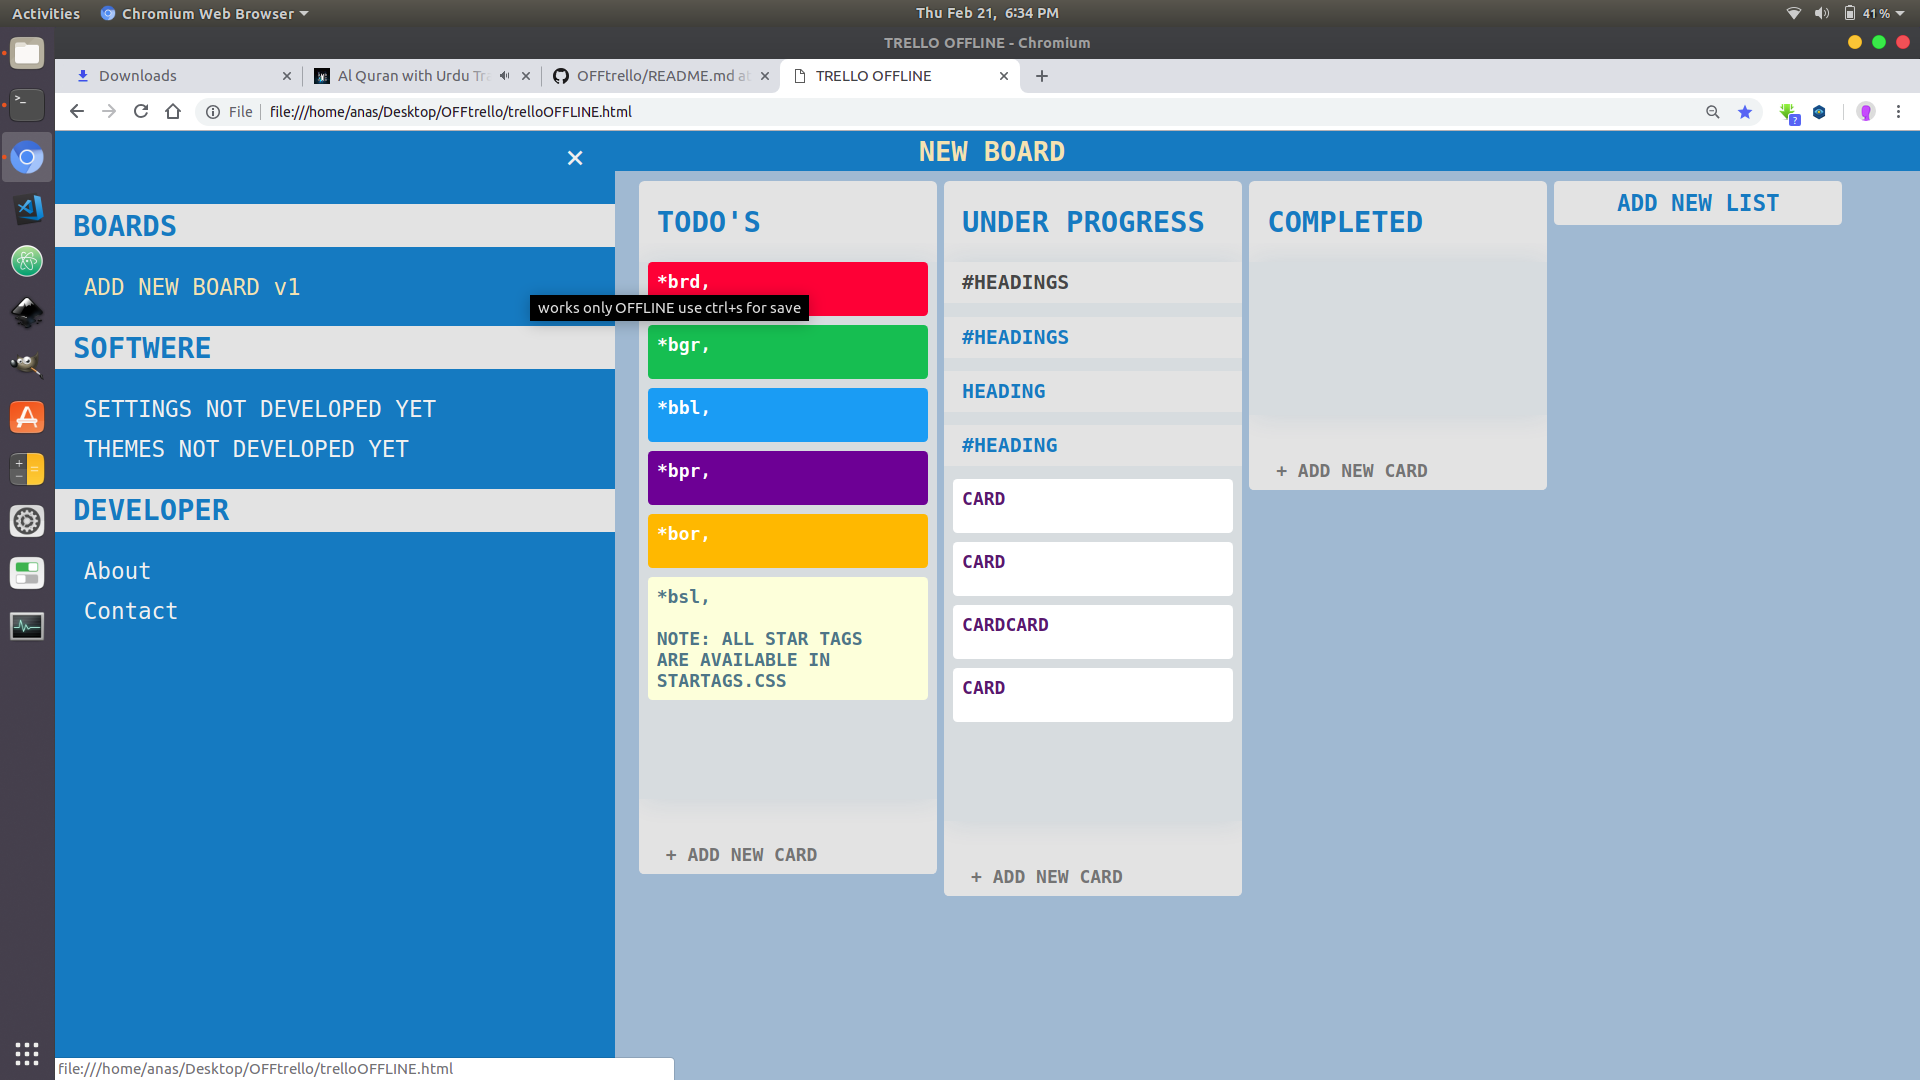 Activities
Chromium Web Browser
Thu Feb 21, 6:34 PM
41 %
TRELLO OFFLINE - Chromium
Downloads
Al Quran with Urdu Tra
OFFtrello/README.md at
TRELLO OFFLINE
File
file:///home/anas/Desktop/OFFtrello/trelloOFFLINE.html
?
NEW BOARD
BOARDS
ADD NEW BOARD v1
works only OFFLINE use ctrl+s for save
SOFTWERE
SETTINGS NOT DEVELOPED YET
THEMES NOT DEVELOPED YET
DEVELOPER
About
Contact
TODO'S
*brd,
*bgr,
*bbl,
*bpr,
*bor,
*bsl,
NOTE: ALL STAR TAGS
ARE AVAILABLE IN
STARTAGS.CSS
+ ADD NEW CARD
UNDER PROGRESS
#HEADINGS
#HEADINGS
HEADING
#HEADING
CARD
CARD
CARDCARD
CARD
+ ADD NEW CARD
COMPLETED
+ ADD NEW CARD
ADD NEW LIST
file:///home/anas/Desktop/OFFtrello/trelloOFFLINE.html